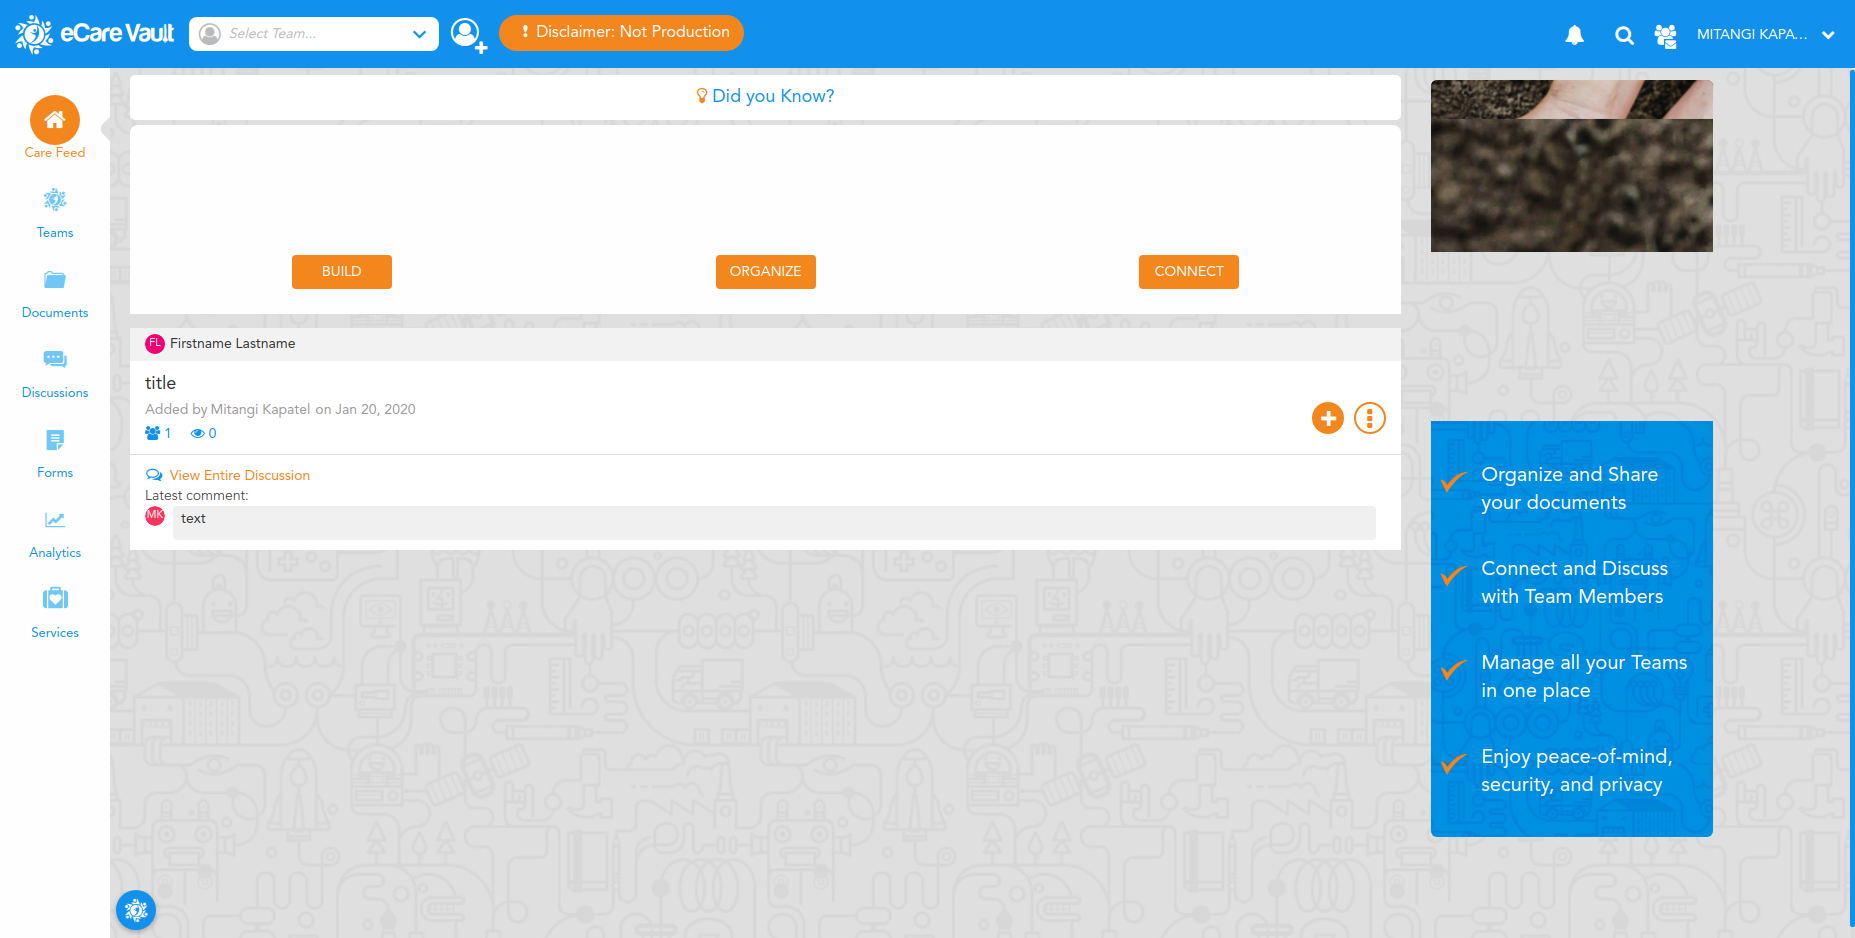 eCare Vault
Select Team...
! Disclaimer: Not Production
MITANGI KAPA...
Care Feed
Teams
Documents
Discussions
Forms
Analytics
Services
Did you Know?
BUILD
ORGANIZE
CONNECT
FL Firstname Lastname
title
Added by Mitangi Kapatel on Jan 20, 2020
1 0
View Entire Discussion
Latest comment:
MK text
Organize and Share
your documents
Connect and Discuss
with Team Members
Manage all your Teams
in one place
Enjoy peace-of-mind,
security, and privacy